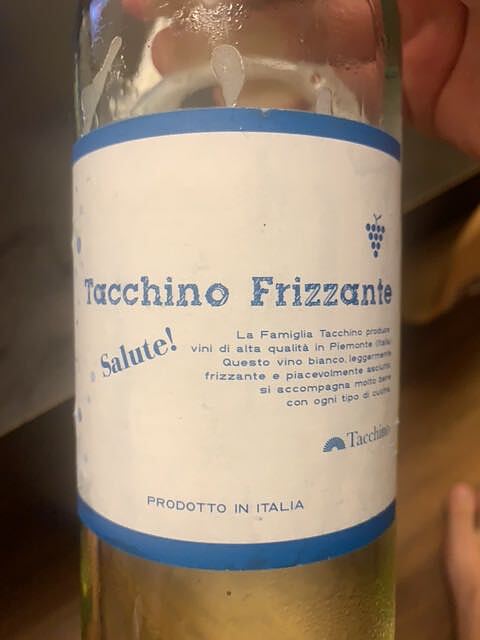 Tacchino Frizzante
Salute!
La Famiglia Tacchino produce
vini di alta qualità in Piemonte (Italia
Questo vino bianco, leggermente
frizzante e piacevolmente asciutto
si accompagna molto bene
con ogni tipo di cucina.
Tacchino
PRODOTTO IN ITALIA